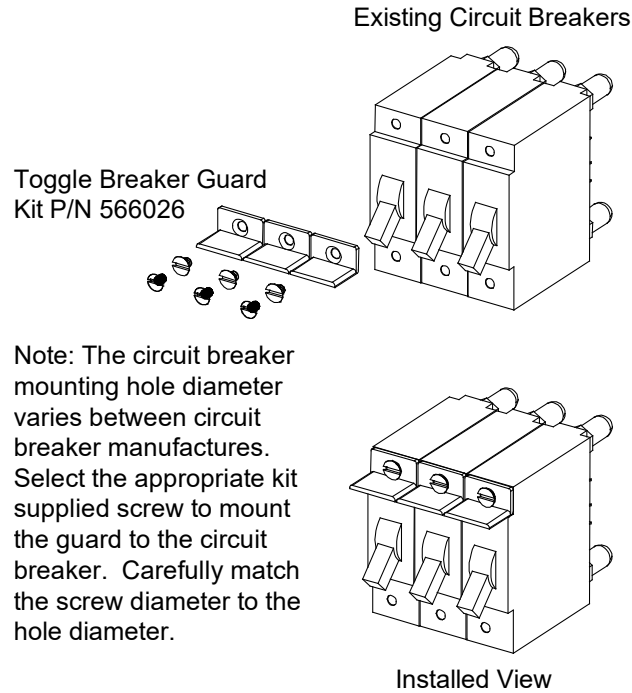 Existing Circuit Breakers
Toggle Breaker Guard
Kit P/N 566026
Note: The circuit breaker
mounting hole diameter
varies between circuit
breaker manufactures.
Select the appropriate kit
supplied screw to mount
the guard to the circuit
breaker.  Carefully match
the screw diameter to the
hole diameter.
Installed View